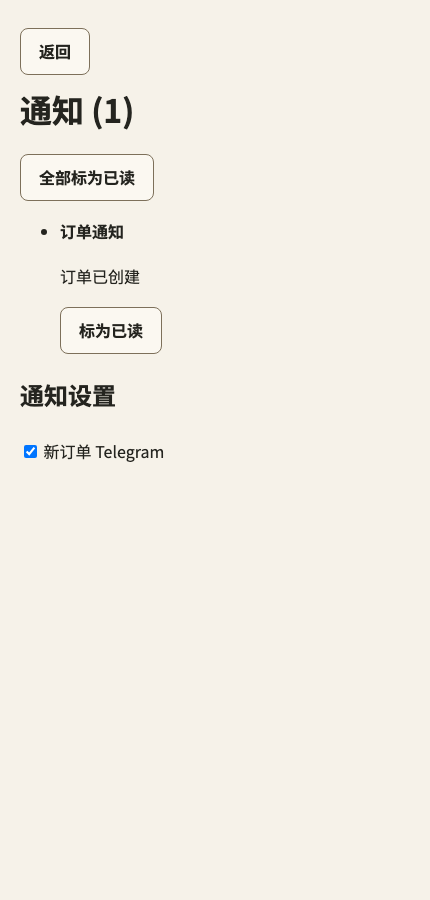 返回
通知 (1)
全部标为已读
订单通知
订单已创建
标为已读
通知设置
新订单 Telegram